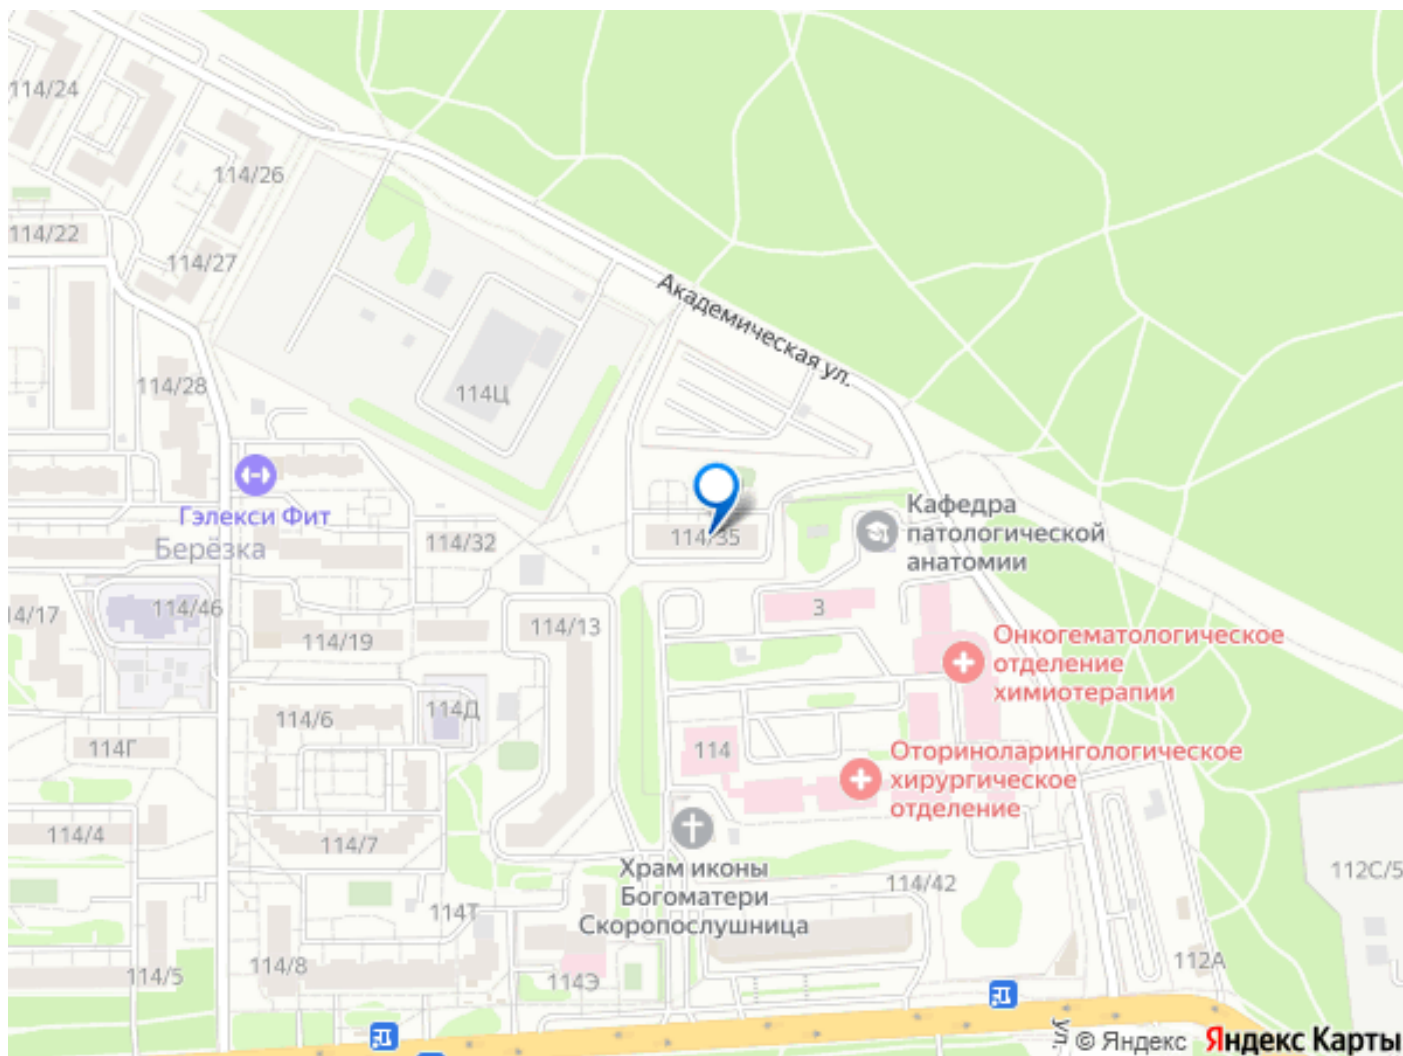 114/24
114/26
114/22
114/27
Академическая ул.
114/28
114Ц
Гэлекси Фит
Берёзка
114/32
114/35
Кафедра
патологической
анатомии
114/46
14/17
114/19
114/13
3
Онкогематологическое
отделение
химиотерапии
114/6
114Д
114Г
114
Оториноларингологическое
хирургическое
отделение
114/4
114/7
Храм иконы
Богоматери
Скоропослушница
114/42
112С/5
114Т
114/5
114/8
114Э
112А
ул.
© Яндекс
Яндекс Карты